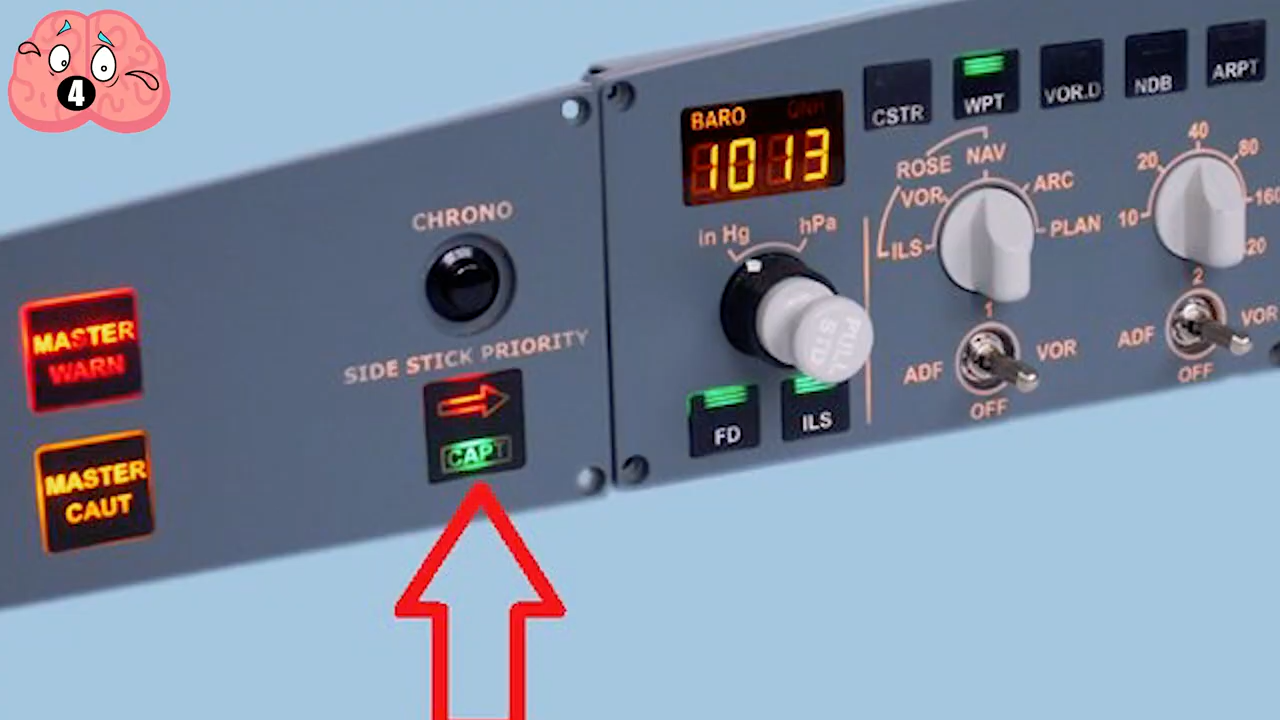 4
MASTER
WARN
MASTER
CAUT
CHRONO
SIDE STICK PRIORITY
CAPT
BARO QNH
1013
in Hg
hPa
PULL
STD
FD
ILS
CSTR
WPT
VOR.D
NDB
ARPT
ROSE
NAV
VOR
ARC
ILS
PLAN
1
ADF
VOR
OFF
10
20
40
80
160
20
2
ADF
VOR
OFF